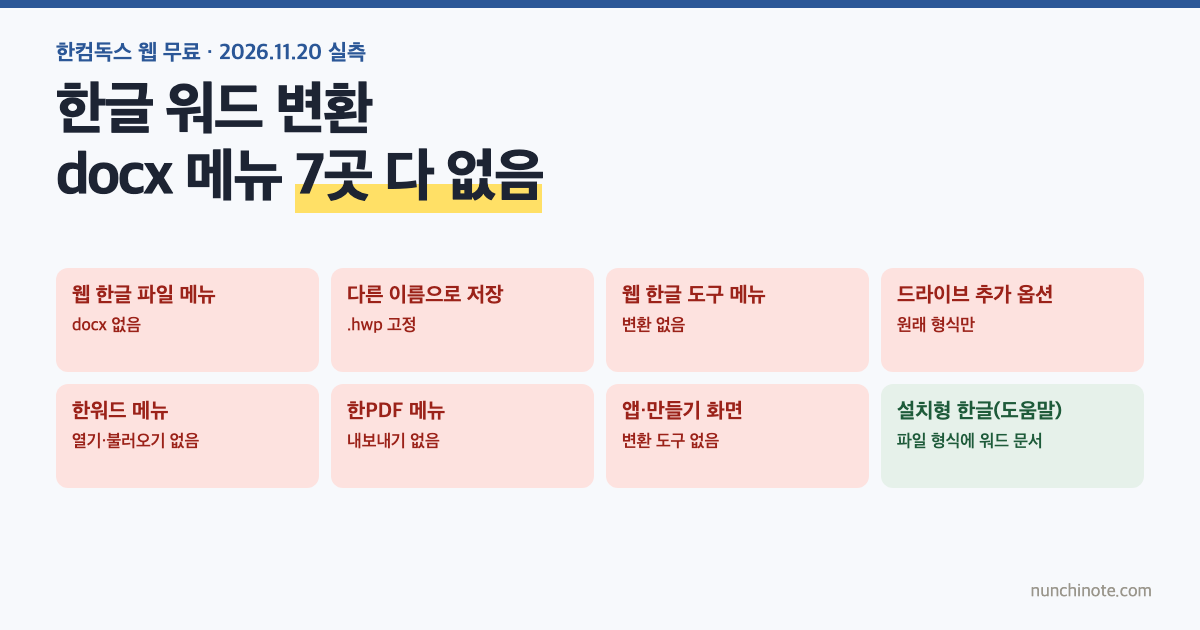 한컴독스 웹 무료 · 2026.11.20 실측
한글 워드 변환
docx 메뉴 7곳 다 없음
웹 한글 파일 메뉴
docx 없음
다른 이름으로 저장
.hwp 고정
웹 한글 도구 메뉴
변환 없음
드라이브 추가 옵션
원래 형식만
한워드 메뉴
열기·불러오기 없음
한PDF 메뉴
내보내기 없음
앱·만들기 화면
변환 도구 없음
설치형 한글(도움말)
파일 형식에 워드 문서
nunchinote.com